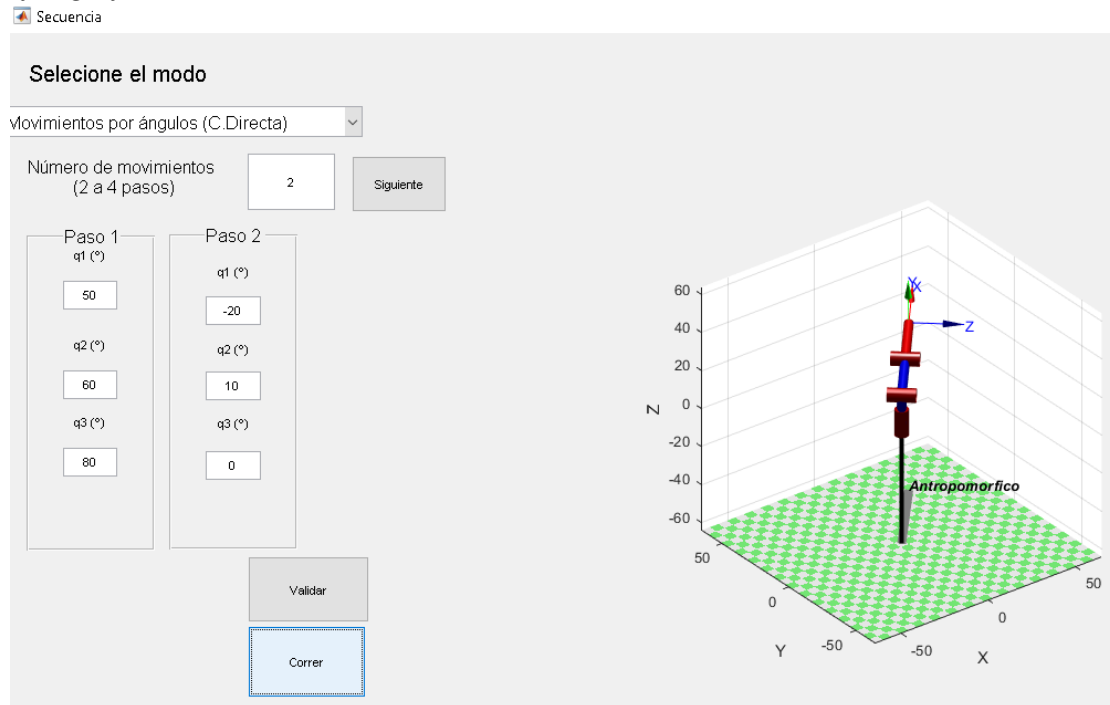 Secuencia
Selecione el modo
Movimientos por ángulos (C.Directa)
Número de movimientos
(2 a 4 pasos)
2
Siguiente
Paso 1
q1 (º)
50
q2 (º)
60
q3 (º)
80
Paso 2
q1 (º)
-20
q2 (º)
10
q3 (º)
0
Validar
Correr
Z
60
40
20
0
-20
-40
-60
Y
X
Z
Antropomorfico
50
0
-50
Y
-50
0
50
X